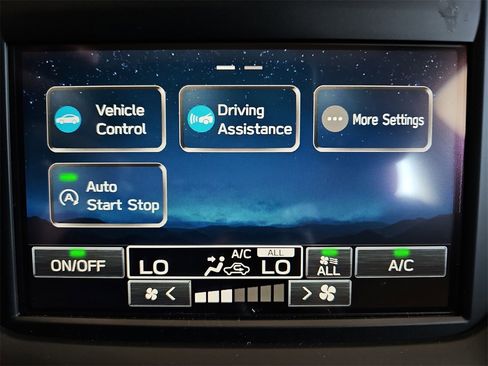 Vehicle
Control
Driving
Assistance
More Settings
Auto
Start Stop
A
ON/OFF
LO
A/C
ALL
LO
ALL
A/C
<
>